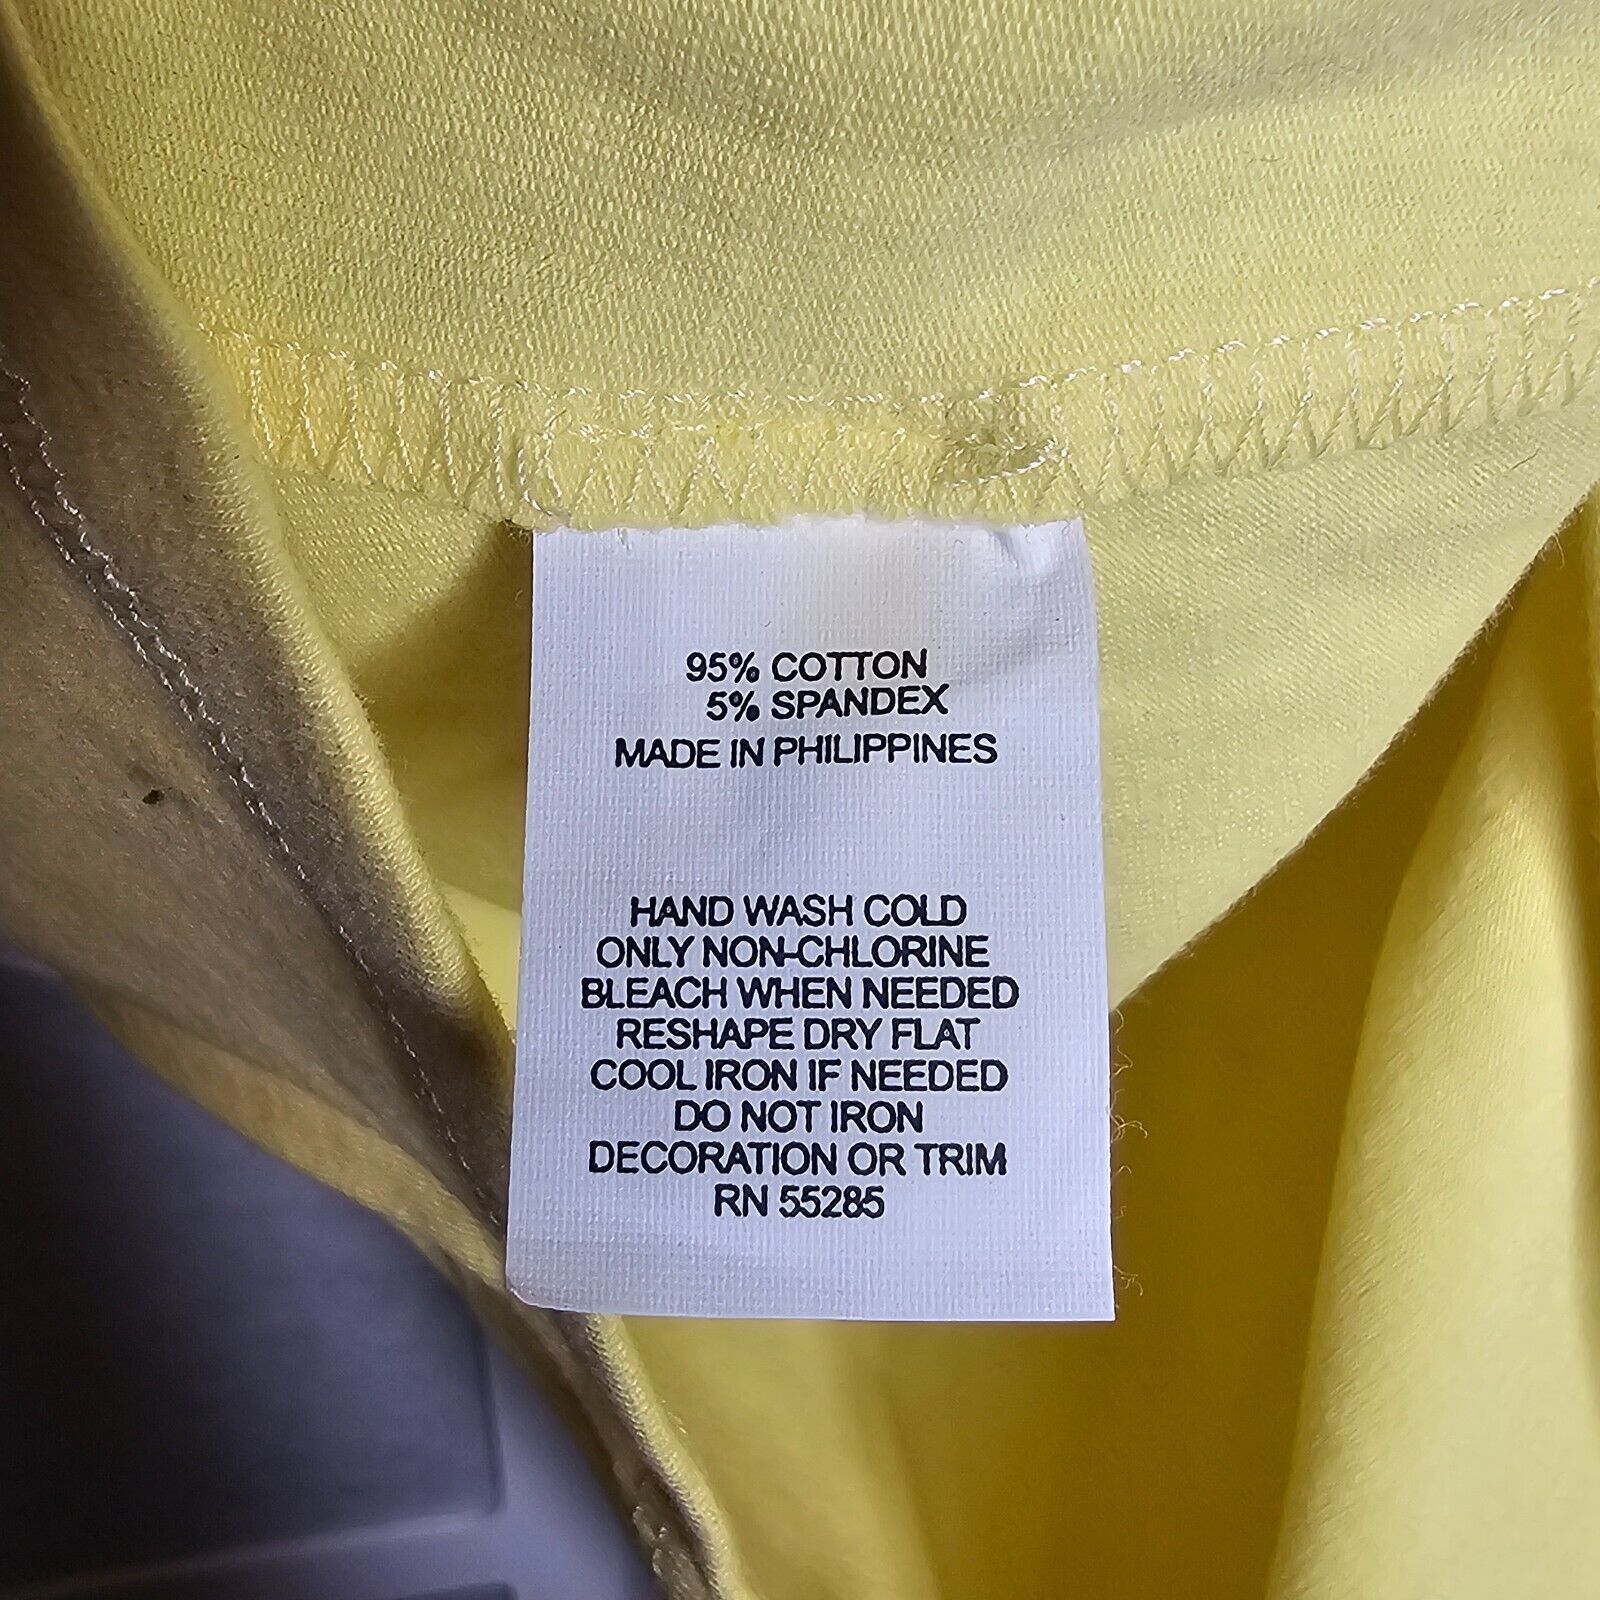 95% COTTON
5% SPANDEX
MADE IN PHILIPPINES
HAND WASH COLD
ONLY NON-CHLORINE
BLEACH WHEN NEEDED
RESHAPE DRY FLAT
COOL IRON IF NEEDED
DO NOT IRON
DECORATION OR TRIM
RN 55285